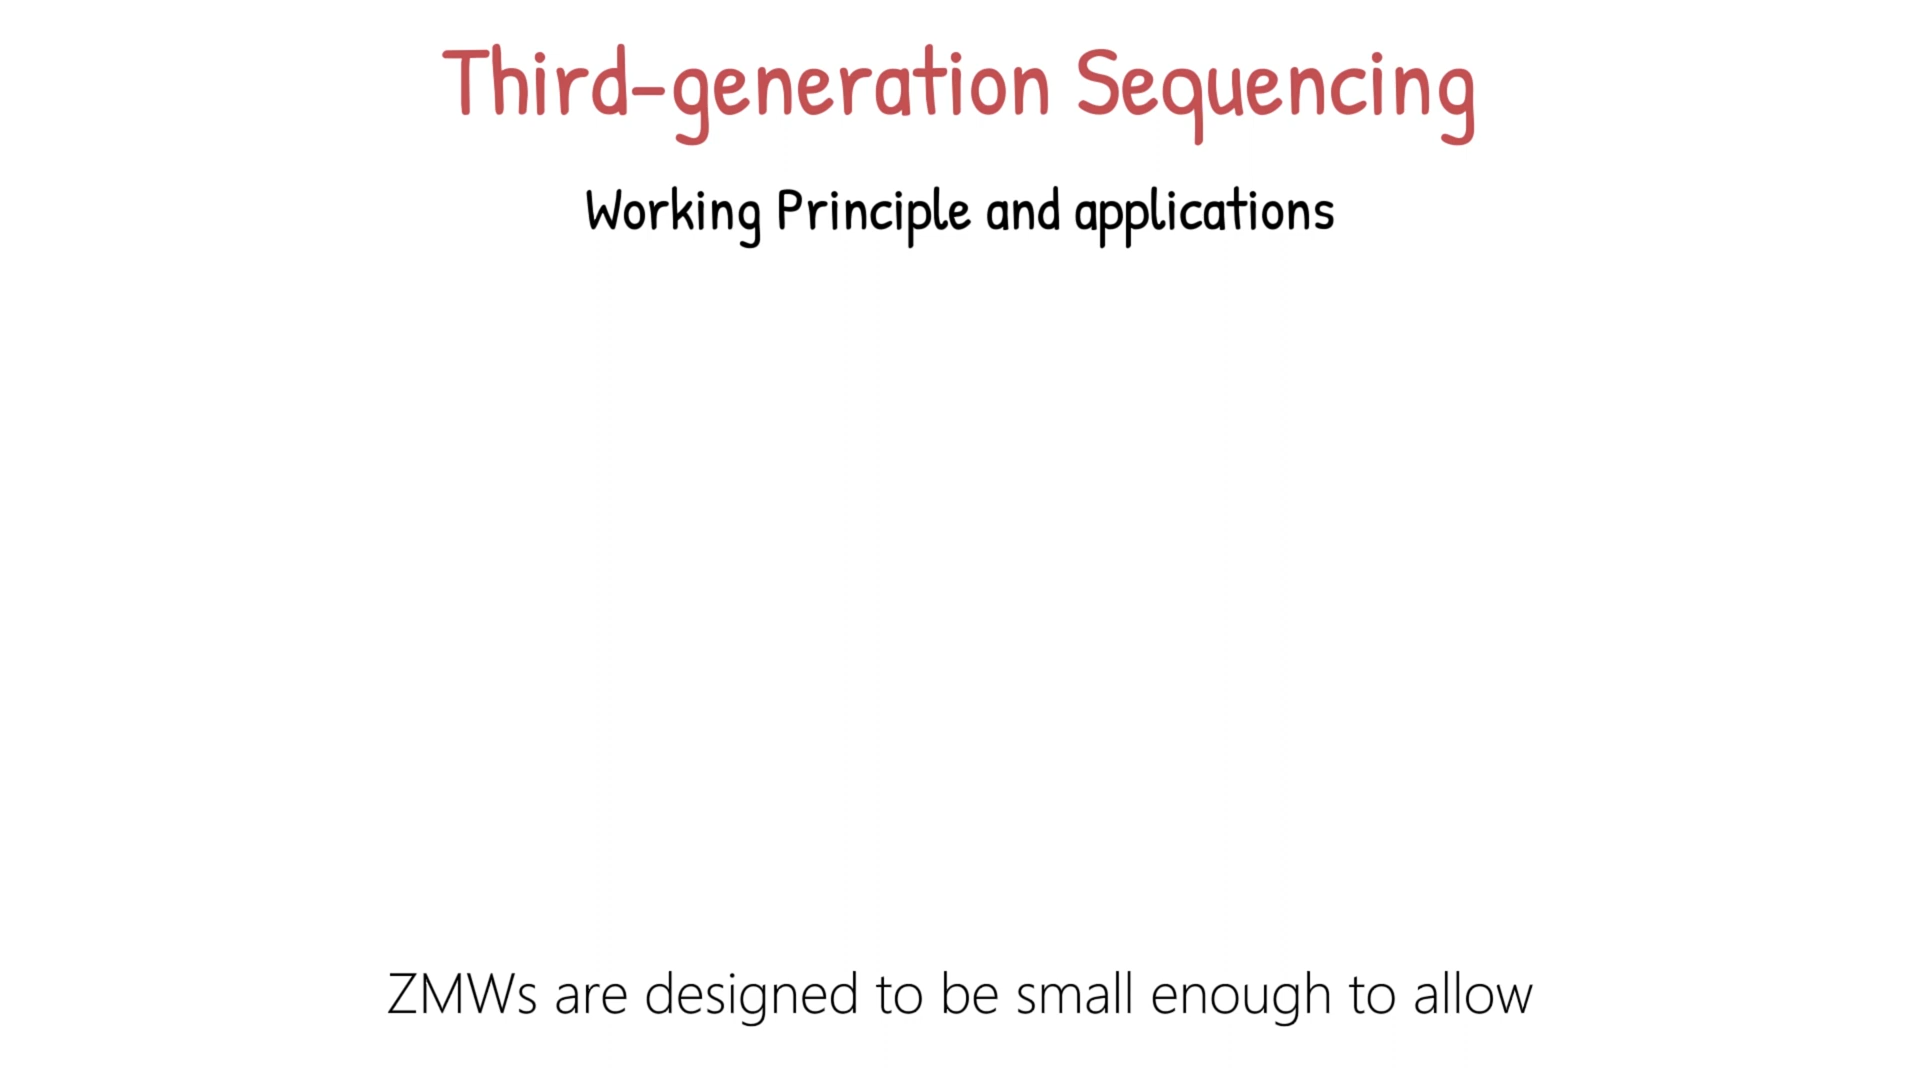 Third-generation Sequencing
Working Principle and applications
ZMWs are designed to be small enough to allow